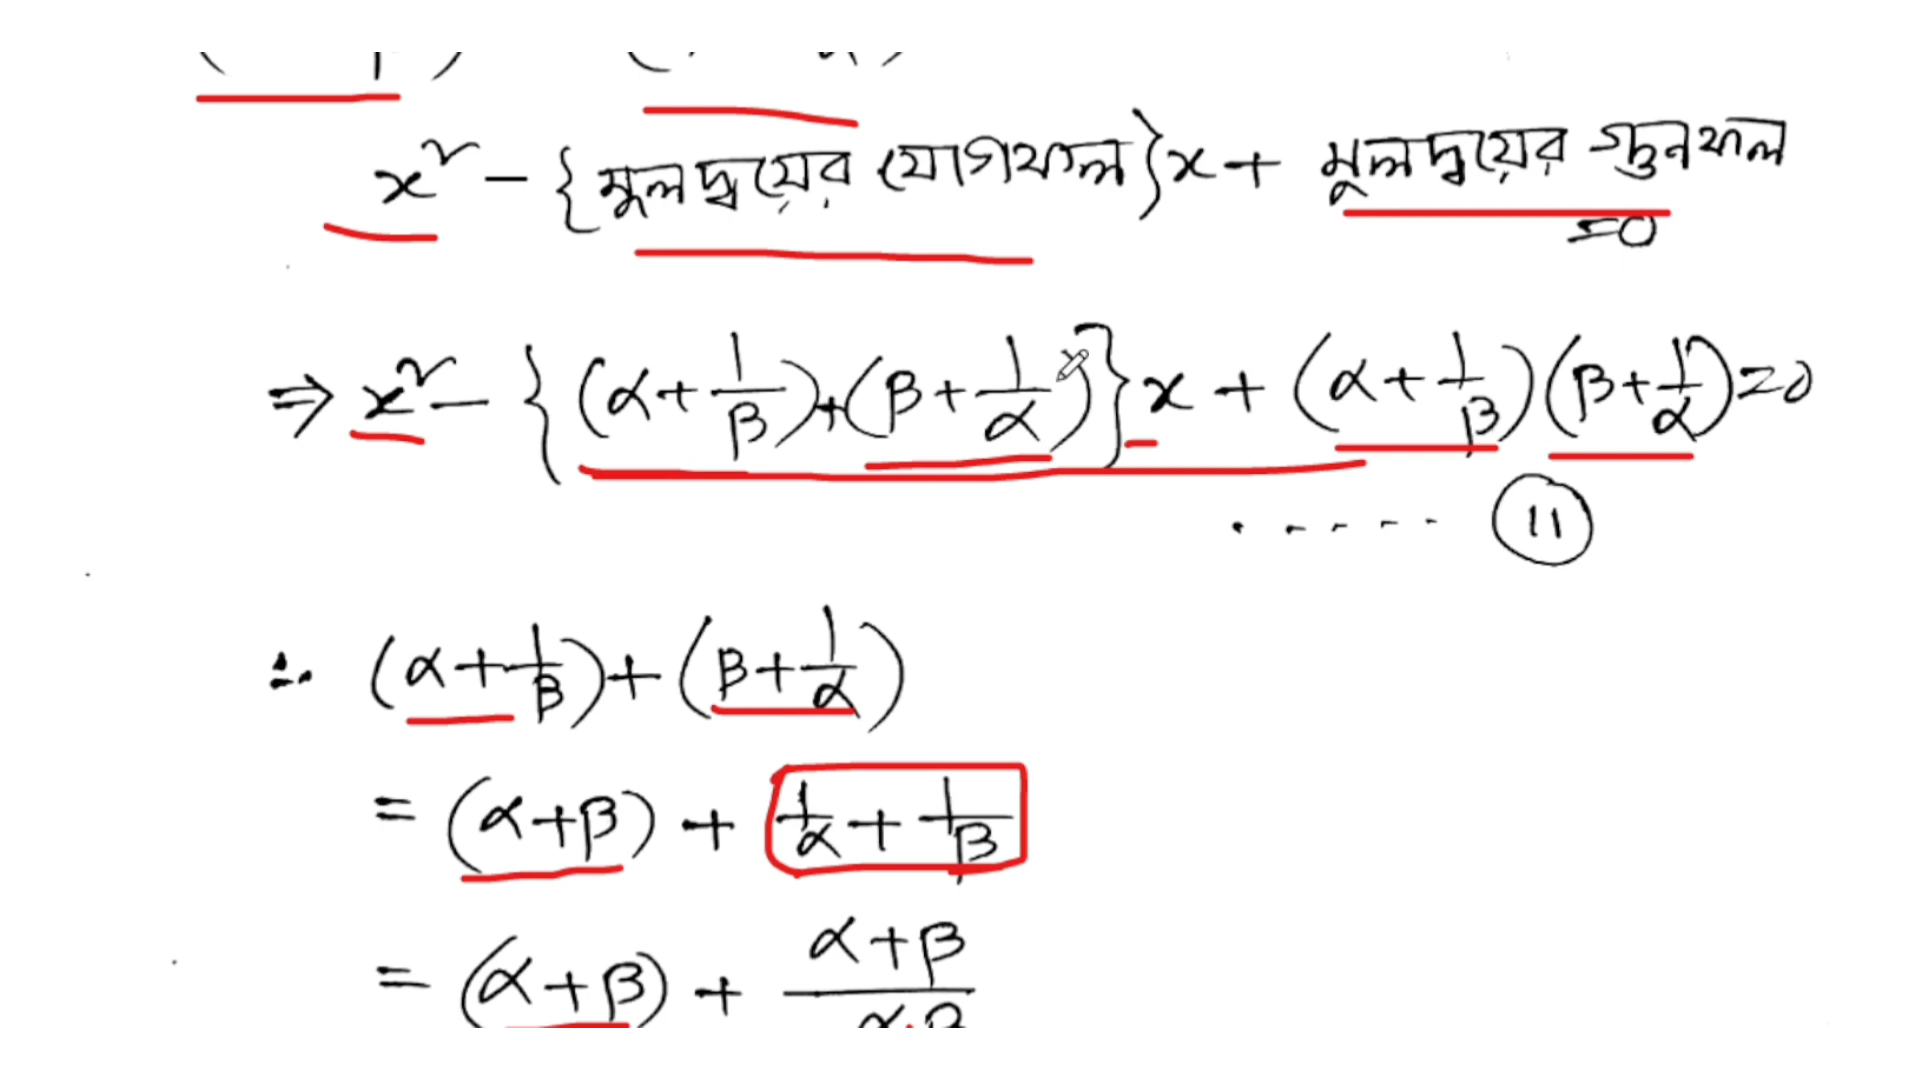 x² - {মূলদ্বয়ের যোগফল}x + মূলদ্বয়ের গুনফল
=0
⇒ x² - {(α + 1/β) + (β + 1/α)}x + (α + 1/β)(β + 1/α) = 0
. - - - - (11)
∴ (α + 1/β) + (β + 1/α)
= (α+β) + 1/α + 1/β
= (α+β) + (α+β)/αβ